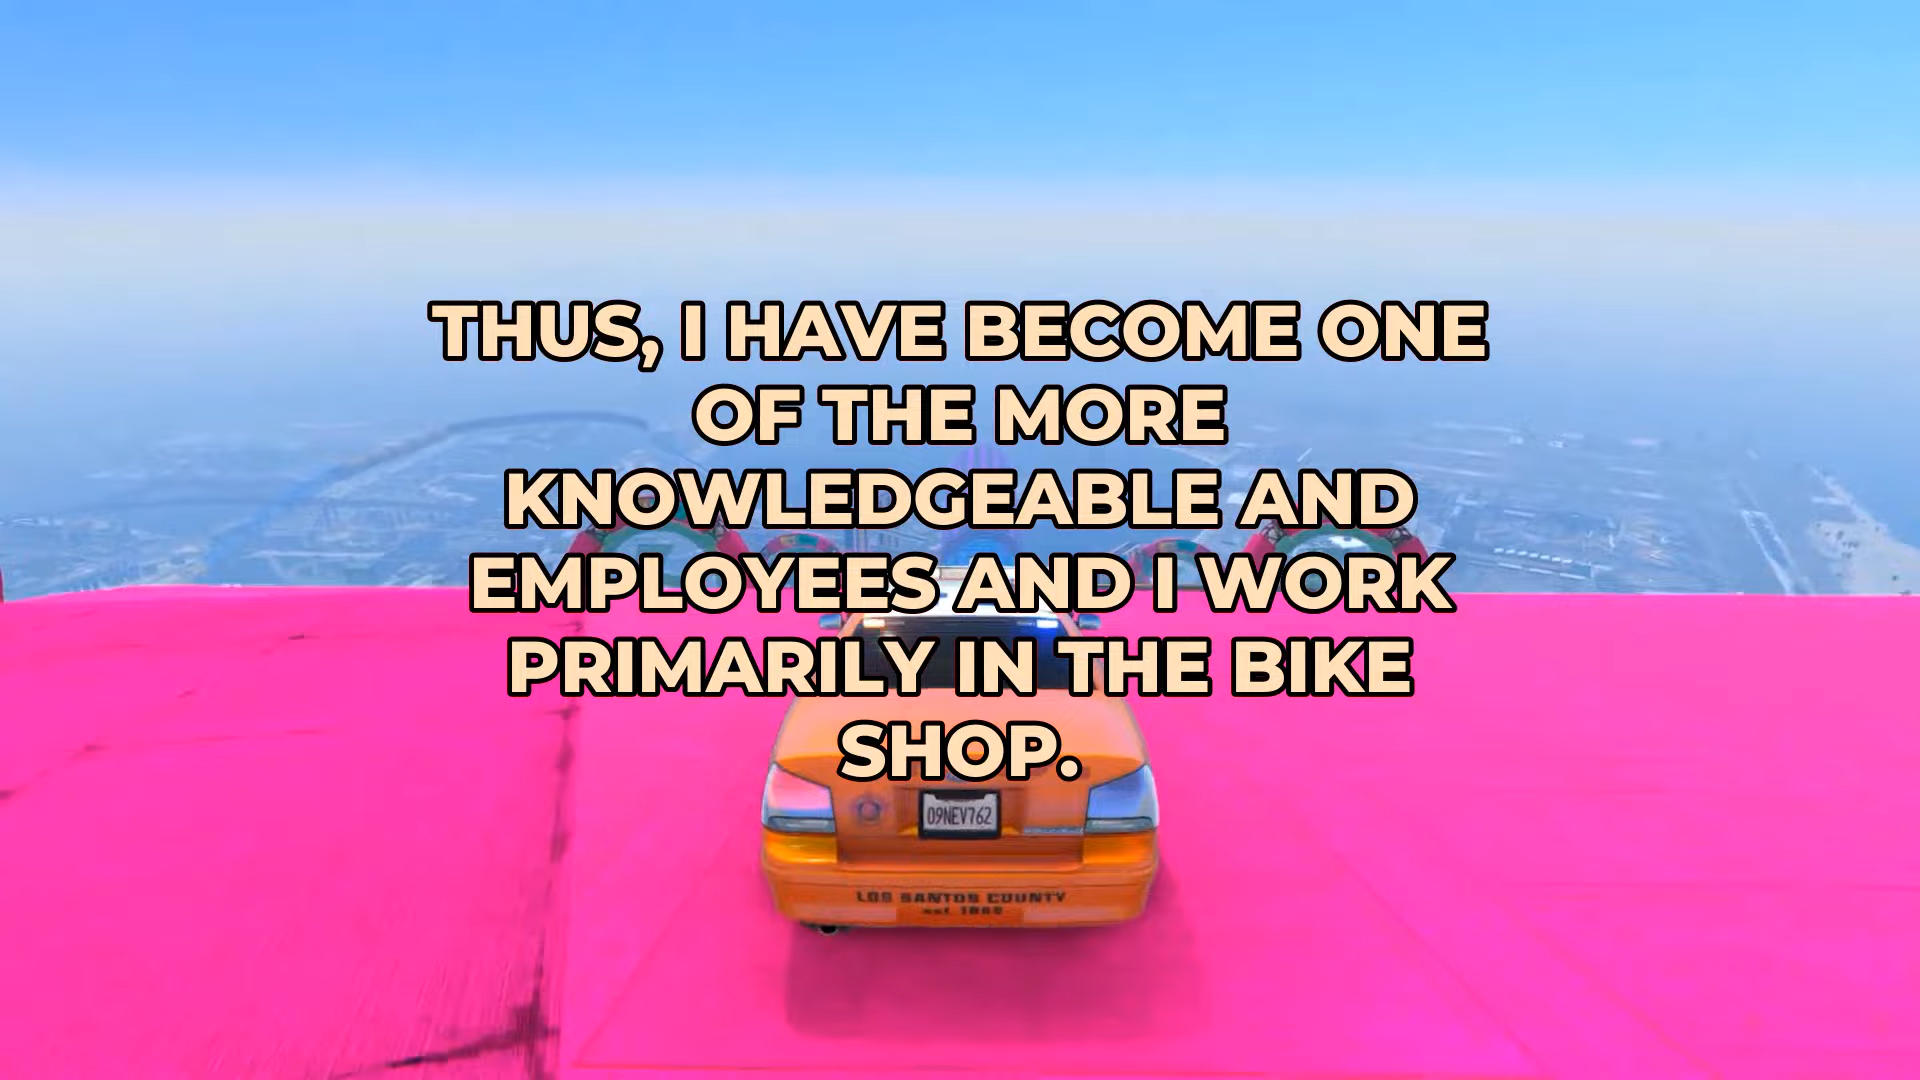 THUS, I HAVE BECOME ONE
OF THE MORE
KNOWLEDGEABLE AND
EMPLOYEES AND I WORK
PRIMARILY IN THE BIKE
SHOP.
09NEV762
LOS SANTOS COUNTY
est.